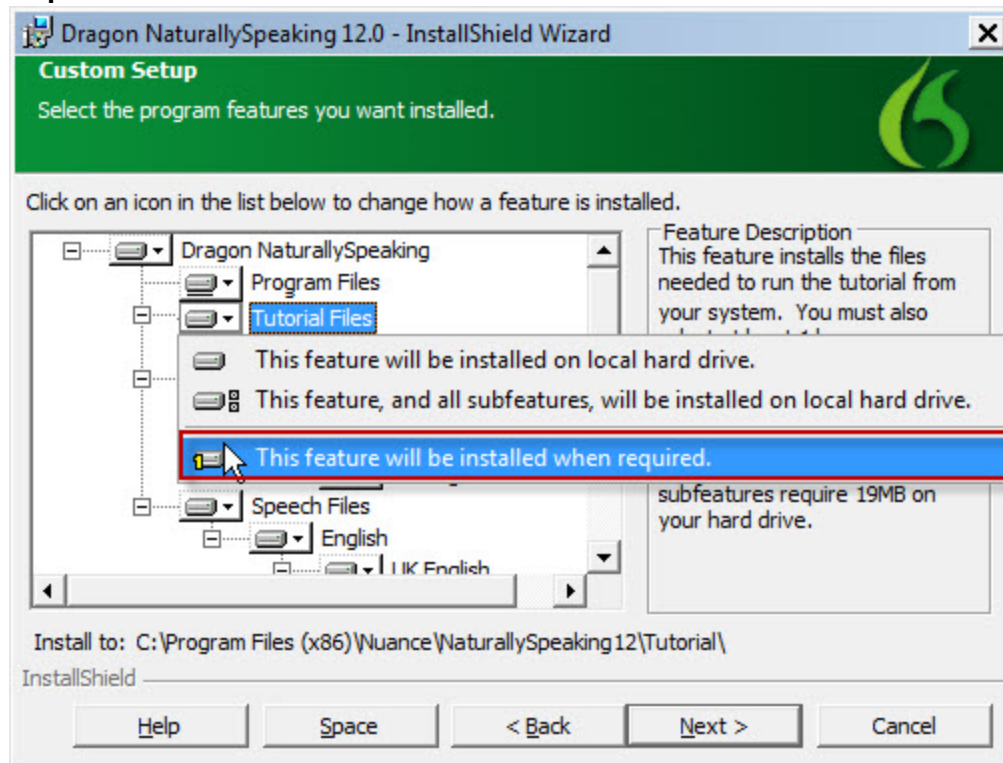 Dragon NaturallySpeaking 12.0 - InstallShield Wizard
Custom Setup
Select the program features you want installed.
Click on an icon in the list below to change how a feature is installed.
Dragon NaturallySpeaking
Program Files
Tutorial Files
Feature Description
This feature installs the files
needed to run the tutorial from
your system. You must also
This feature will be installed on local hard drive.
This feature, and all subfeatures, will be installed on local hard drive.
This feature will be installed when required.
subfeatures require 19MB on
your hard drive.
Speech Files
English
UK English
Install to: C:\Program Files (x86)\Nuance\NaturallySpeaking12\Tutorial\
InstallShield
Help
Space
< Back
Next >
Cancel